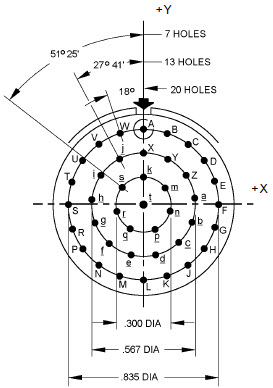 +Y
7 HOLES
51º 25'
27º 41'
13 HOLES
18º
20 HOLES
A
W
B
V
C
X
j
Y
U
D
k
T
i
Z
E
s
m
+X
h
a
S
t
F
r
n
g
b
R
q
p
G
f
c
P
e
d
H
N
J
M
L
K
.300 DIA
.567 DIA
.835 DIA